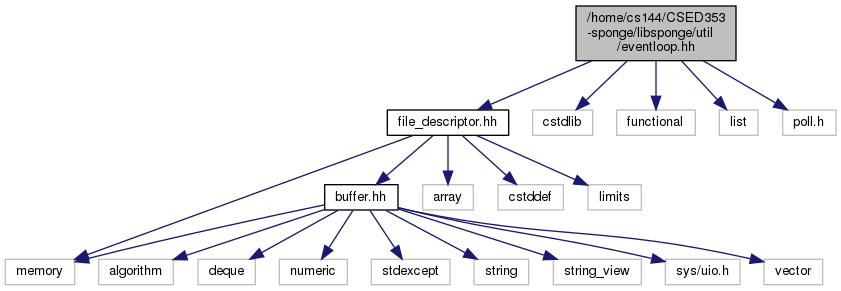 /home/cs144/CSED353
-sponge/libsponge/util
/eventloop.hh
file_descriptor.hh
cstdlib
functional
list
poll.h
buffer.hh
array
cstddef
limits
memory
algorithm
deque
numeric
stdexcept
string
string_view
sys/uio.h
vector